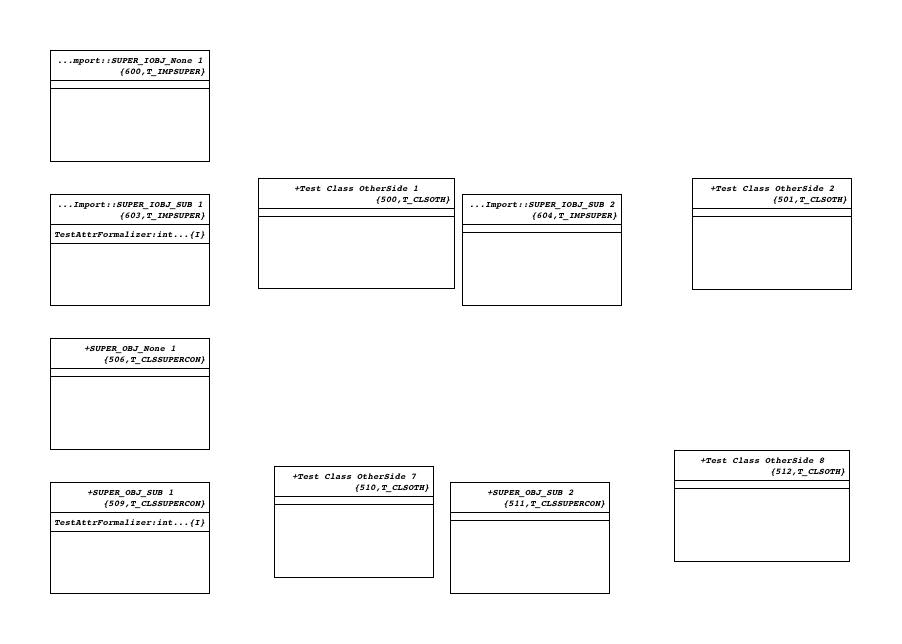 ...mport::SUPER_IOBJ_None 1
{600,T_IMPSUPER}
...Import::SUPER_IOBJ_SUB 1
{603,T_IMPSUPER}
TestAttrFormalizer:int...{I}
+Test Class OtherSide 1
{500,T_CLSOTH}
...Import::SUPER_IOBJ_SUB 2
{604,T_IMPSUPER}
+Test Class OtherSide 2
{501,T_CLSOTH}
+SUPER_OBJ_None 1
{506,T_CLSSUPERCON}
+SUPER_OBJ_SUB 1
{509,T_CLSSUPERCON}
TestAttrFormalizer:int...{I}
+Test Class OtherSide 7
{510,T_CLSOTH}
+SUPER_OBJ_SUB 2
{511,T_CLSSUPERCON}
+Test Class OtherSide 8
{512,T_CLSOTH}